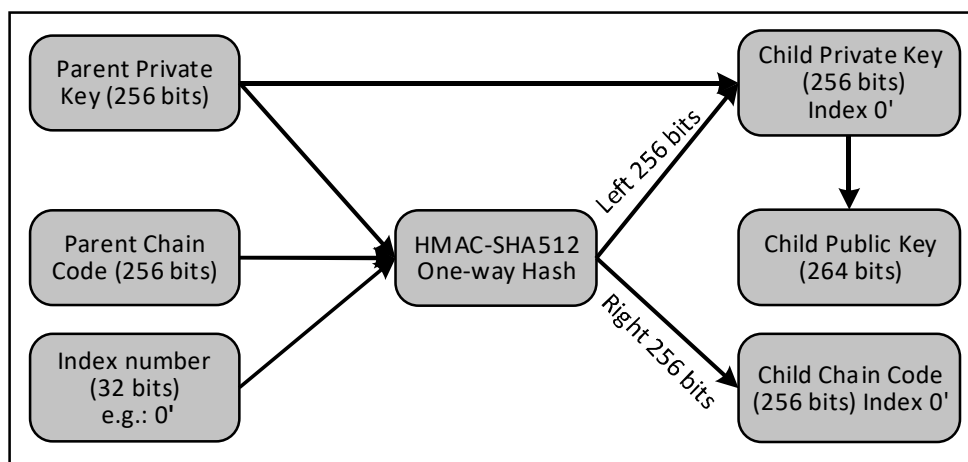 Parent Private
Key (256 bits)
Child Private Key
(256 bits)
Index 0'
Left 256 bits
Parent Chain
Code (256 bits)
HMAC-SHA512
One-way Hash
Child Public Key
(264 bits)
Right 256 bits
Index number
(32 bits)
e.g.: 0'
Child Chain Code
(256 bits) Index 0'